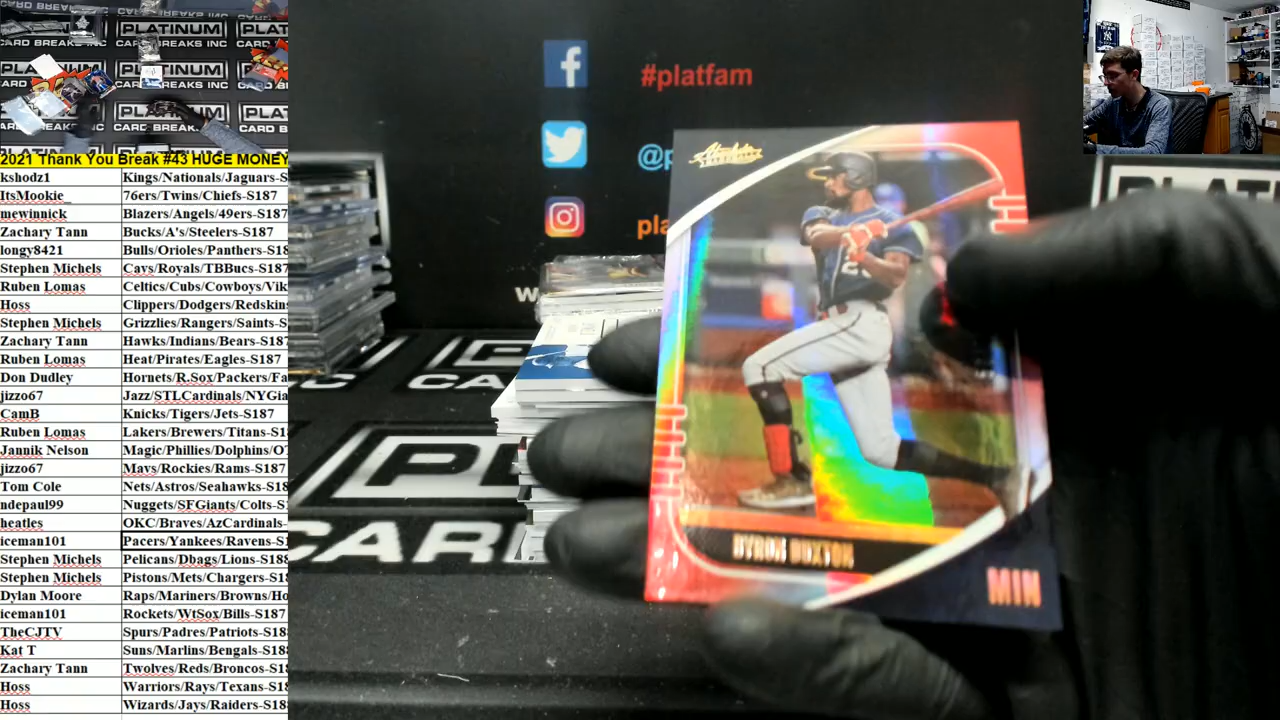 PLATINUM
CARD BREAKS INC
2021 Thank You Break #43 HUGE MONEY
kshodz1 Kings/Nationals/Jaguars-S
ItsMookie_ 76ers/Twins/Chiefs-S187
mewinnick Blazers/Angels/49ers-S187
Zachary Tann Bucks/A's/Steelers-S187
longy8421 Bulls/Orioles/Panthers-S18
Stephen Michels Cavs/Royals/TBBucs-S187
Ruben Lomas Celtics/Cubs/Cowboys/Vik
Hoss Clippers/Dodgers/Redskin
Stephen Michels Grizzlies/Rangers/Saints-S
Zachary Tann Hawks/Indians/Bears-S187
Ruben Lomas Heat/Pirates/Eagles-S187
Don Dudley Hornets/R.Sox/Packers/Fa
jizzo67 Jazz/STLCardinals/NYGia
CamB Knicks/Tigers/Jets-S187
Ruben Lomas Lakers/Brewers/Titans-S18
Jannik Nelson Magic/Phillies/Dolphins/O
jizzo67 Mavs/Rockies/Rams-S187
Tom Cole Nets/Astros/Seahawks-S18
ndepaul99 Nuggets/SFGiants/Colts-S
heatles OKC/Braves/AzCardinals-
iceman101 Pacers/Yankees/Ravens-S1
Stephen Michels Pelicans/Dbags/Lions-S188
Stephen Michels Pistons/Mets/Chargers-S18
Dylan Moore Raps/Mariners/Browns/Ho
iceman101 Rockets/WtSox/Bills-S187
TheCJTV Spurs/Padres/Patriots-S18
Kat T Suns/Marlins/Bengals-S18
Zachary Tann Twolves/Reds/Broncos-S18
Hoss Warriors/Rays/Texans-S18
Hoss Wizards/Jays/Raiders-S18
#platfam
@p
pla
w
Absolute
BYRON BUXTON
MIN